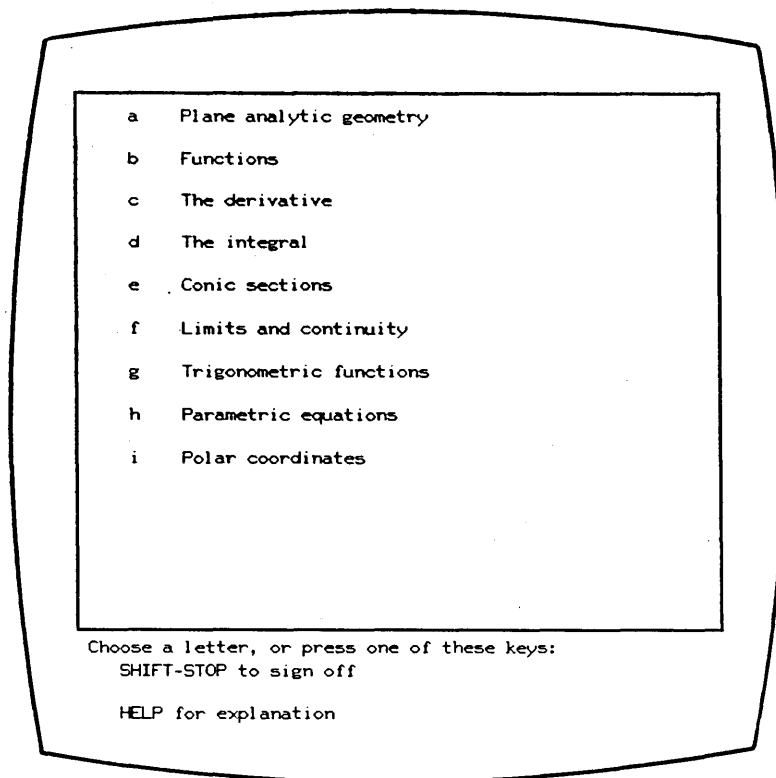 a Plane analytic geometry
b Functions
c The derivative
d The integral
e Conic sections
f Limits and continuity
g Trigonometric functions
h Parametric equations
i Polar coordinates
Choose a letter, or press one of these keys:
SHIFT-STOP to sign off
HELP for explanation